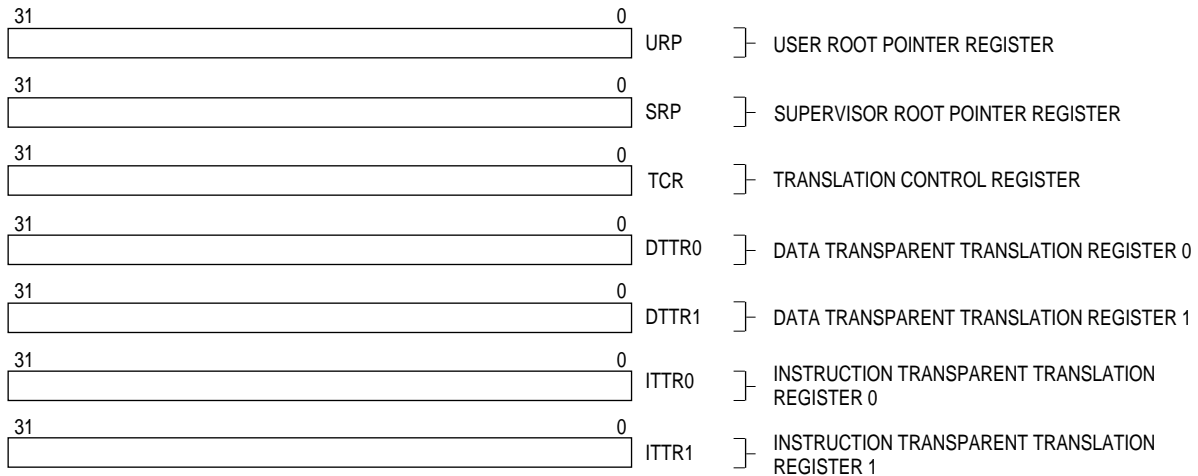 31 0
URP USER ROOT POINTER REGISTER
31 0
SRP SUPERVISOR ROOT POINTER REGISTER
31 0
TCR TRANSLATION CONTROL REGISTER
31 0
DTTR0 DATA TRANSPARENT TRANSLATION REGISTER 0
31 0
DTTR1 DATA TRANSPARENT TRANSLATION REGISTER 1
31 0
ITTR0 INSTRUCTION TRANSPARENT TRANSLATION
REGISTER 0
31 0
ITTR1 INSTRUCTION TRANSPARENT TRANSLATION
REGISTER 1